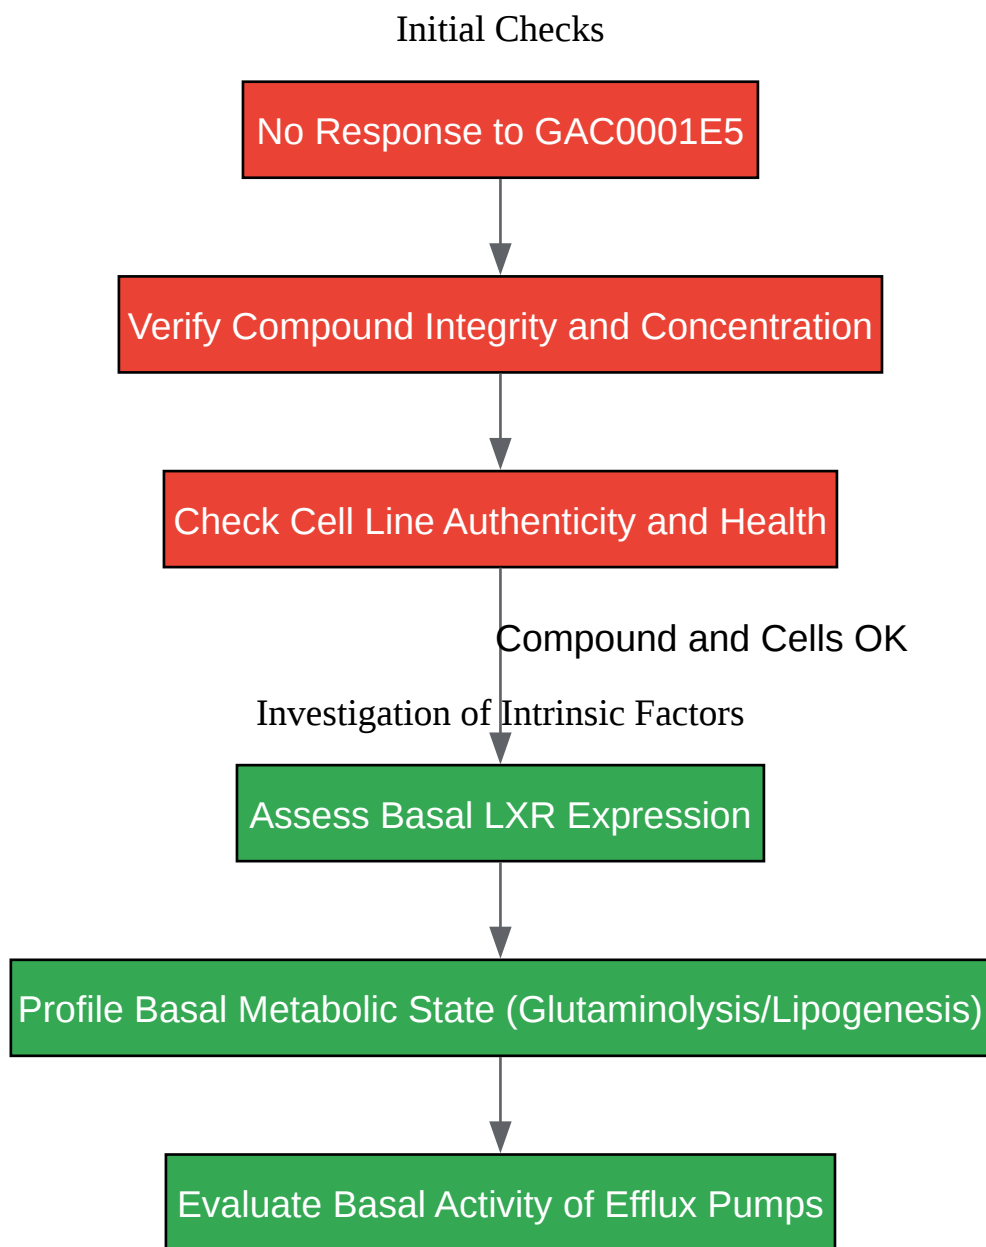 Initial Checks
No Response to GAC0001E5
Verify Compound Integrity and Concentration
Check Cell Line Authenticity and Health
Compound and Cells OK
Investigation of Intrinsic Factors
Assess Basal LXR Expression
Profile Basal Metabolic State (Glutaminolysis/Lipogenesis)
Evaluate Basal Activity of Efflux Pumps